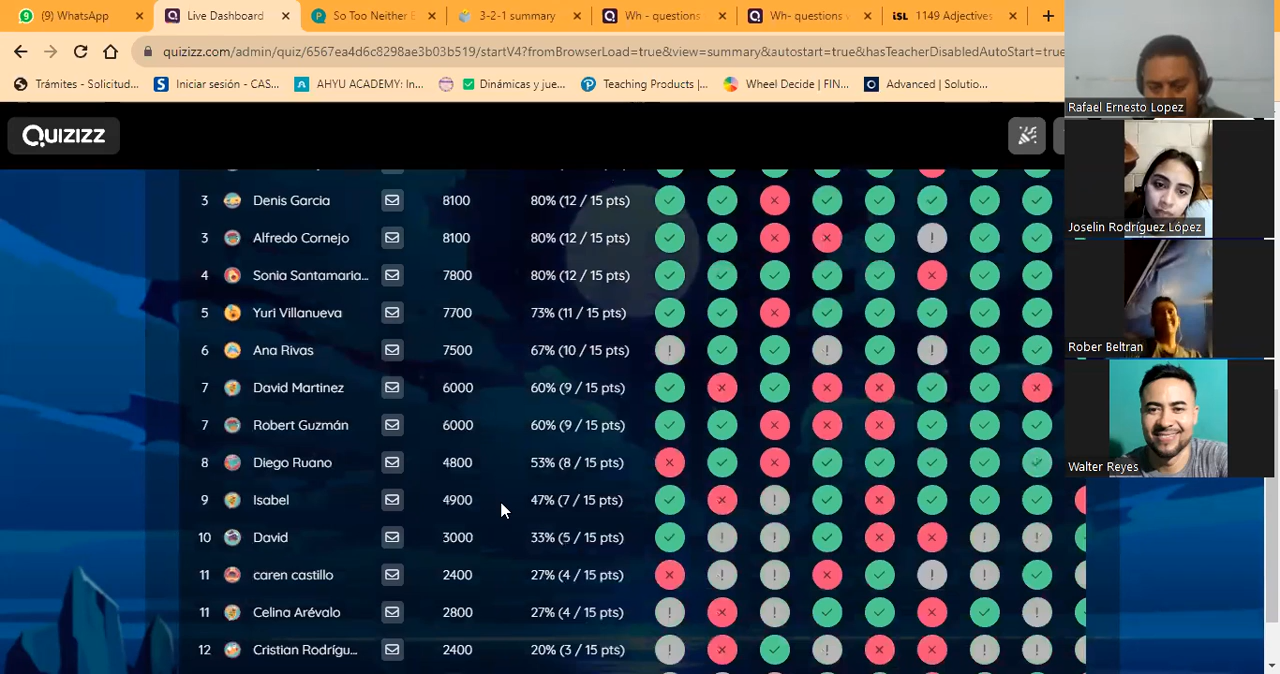 (9) WhatsApp
Live Dashboard
So Too Neither E
3-2-1 summary
Wh - questions
Wh- questions v
iSL 1149 Adjectives
quizizz.com/admin/quiz/6567ea4d6c8298ae3b03b519/startV4?fromBrowserLoad=true&view=summary&autostart=true&hasTeacherDisabledAutoStart=true
Trámites - Solicitud...
Iniciar sesión - CAS...
AHYU ACADEMY: In...
Dinámicas y jue...
Teaching Products |...
Wheel Decide | FIN...
Advanced | Solutio...
Rafael Ernesto Lopez
QUIZIZZ
3 Denis Garcia 8100 80% (12 / 15 pts)
Joselin Rodríguez López
3 Alfredo Cornejo 8100 80% (12 / 15 pts)
4 Sonia Santamaria... 7800 80% (12 / 15 pts)
5 Yuri Villanueva 7700 73% (11 / 15 pts)
Rober Beltran
6 Ana Rivas 7500 67% (10 / 15 pts)
7 David Martinez 6000 60% (9 / 15 pts)
7 Robert Guzmán 6000 60% (9 / 15 pts)
8 Diego Ruano 4800 53% (8 / 15 pts)
Walter Reyes
9 Isabel 4900 47% (7 / 15 pts)
10 David 3000 33% (5 / 15 pts)
11 caren castillo 2400 27% (4 / 15 pts)
11 Celina Arévalo 2800 27% (4 / 15 pts)
12 Cristian Rodrígu... 2400 20% (3 / 15 pts)